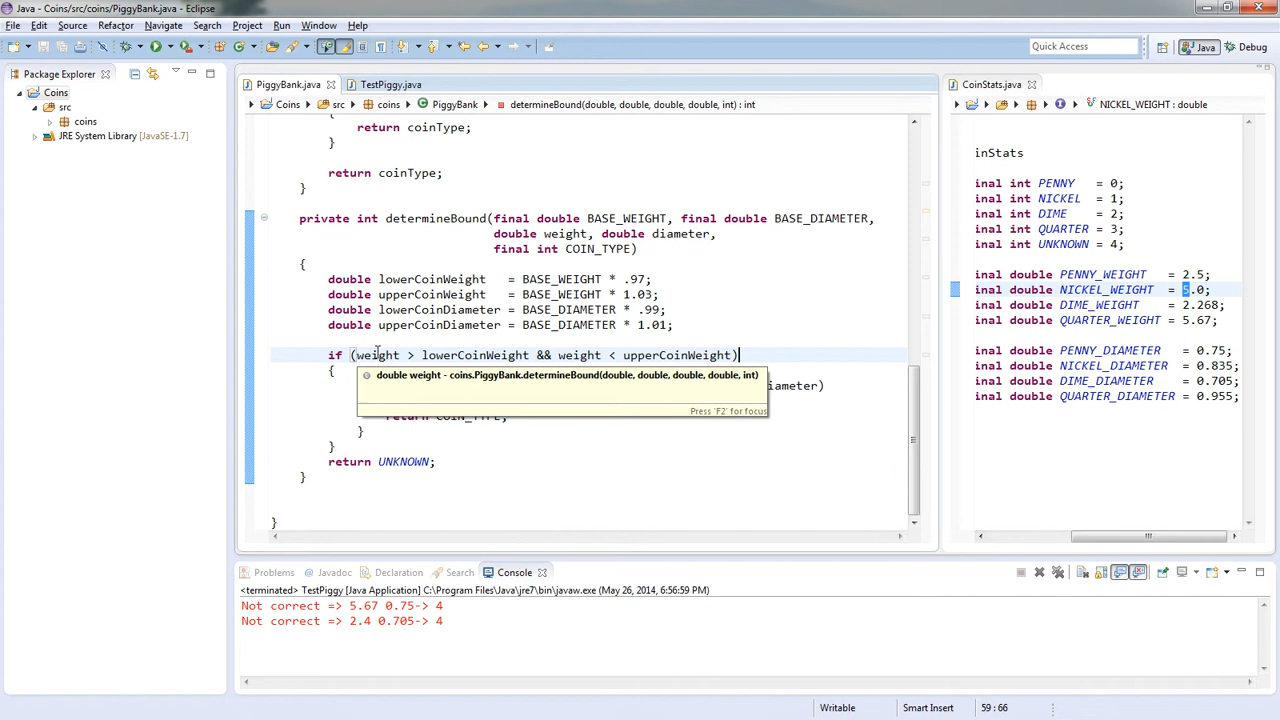 Java - Coins/src/coins/PiggyBank.java - Eclipse
File Edit Source Refactor Navigate Search Project Run Window Help
Quick Access
Java
Debug
Package Explorer
Coins
src
coins
JRE System Library [JavaSE-1.7]
PiggyBank.java
TestPiggy.java
Coins src coins PiggyBank determineBound(double, double, double, double, int) : int
{
return coinType;
}
return coinType;
}
private int determineBound(final double BASE_WEIGHT, final double BASE_DIAMETER,
double weight, double diameter,
final int COIN_TYPE)
{
double lowerCoinWeight = BASE_WEIGHT * .97;
double upperCoinWeight = BASE_WEIGHT * 1.03;
double lowerCoinDiameter = BASE_DIAMETER * .99;
double upperCoinDiameter = BASE_DIAMETER * 1.01;
if (weight > lowerCoinWeight && weight < upperCoinWeight)
{
double weight - coins.PiggyBank.determineBound(double, double, double, double, int)
iameter)
Press 'F2' for focus
return COIN_TYPE;
}
}
return UNKNOWN;
}
}
CoinStats.java
NICKEL_WEIGHT : double
inStats
inal int PENNY = 0;
inal int NICKEL = 1;
inal int DIME = 2;
inal int QUARTER = 3;
inal int UNKNOWN = 4;
inal double PENNY_WEIGHT = 2.5;
inal double NICKEL_WEIGHT = 5.0;
inal double DIME_WEIGHT = 2.268;
inal double QUARTER_WEIGHT = 5.67;
inal double PENNY_DIAMETER = 0.75;
inal double NICKEL_DIAMETER = 0.835;
inal double DIME_DIAMETER = 0.705;
inal double QUARTER_DIAMETER = 0.955;
Problems Javadoc Declaration Search Console
<terminated> TestPiggy [Java Application] C:\Program Files\Java\jre7\bin\javaw.exe (May 26, 2014, 6:56:59 PM)
Not correct => 5.67 0.75-> 4
Not correct => 2.4 0.705-> 4
Writable
Smart Insert
59 : 66